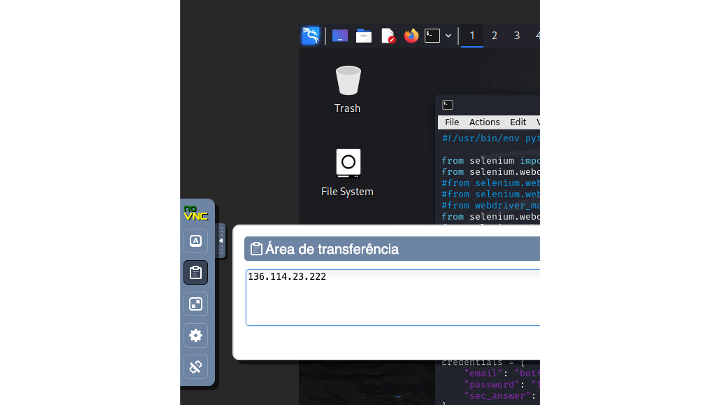 1 2 3 4
Trash
File System
File Actions Edit V
#!/usr/bin/env pyt
from selenium impo
from selenium.webd
#from selenium.web
#from selenium.web
#from webdriver_ma
from selenium.webd
no
VNC
A
Área de transferência
136.114.23.222
credentials = {
"email": "bots
"password": "
"sec_answer":